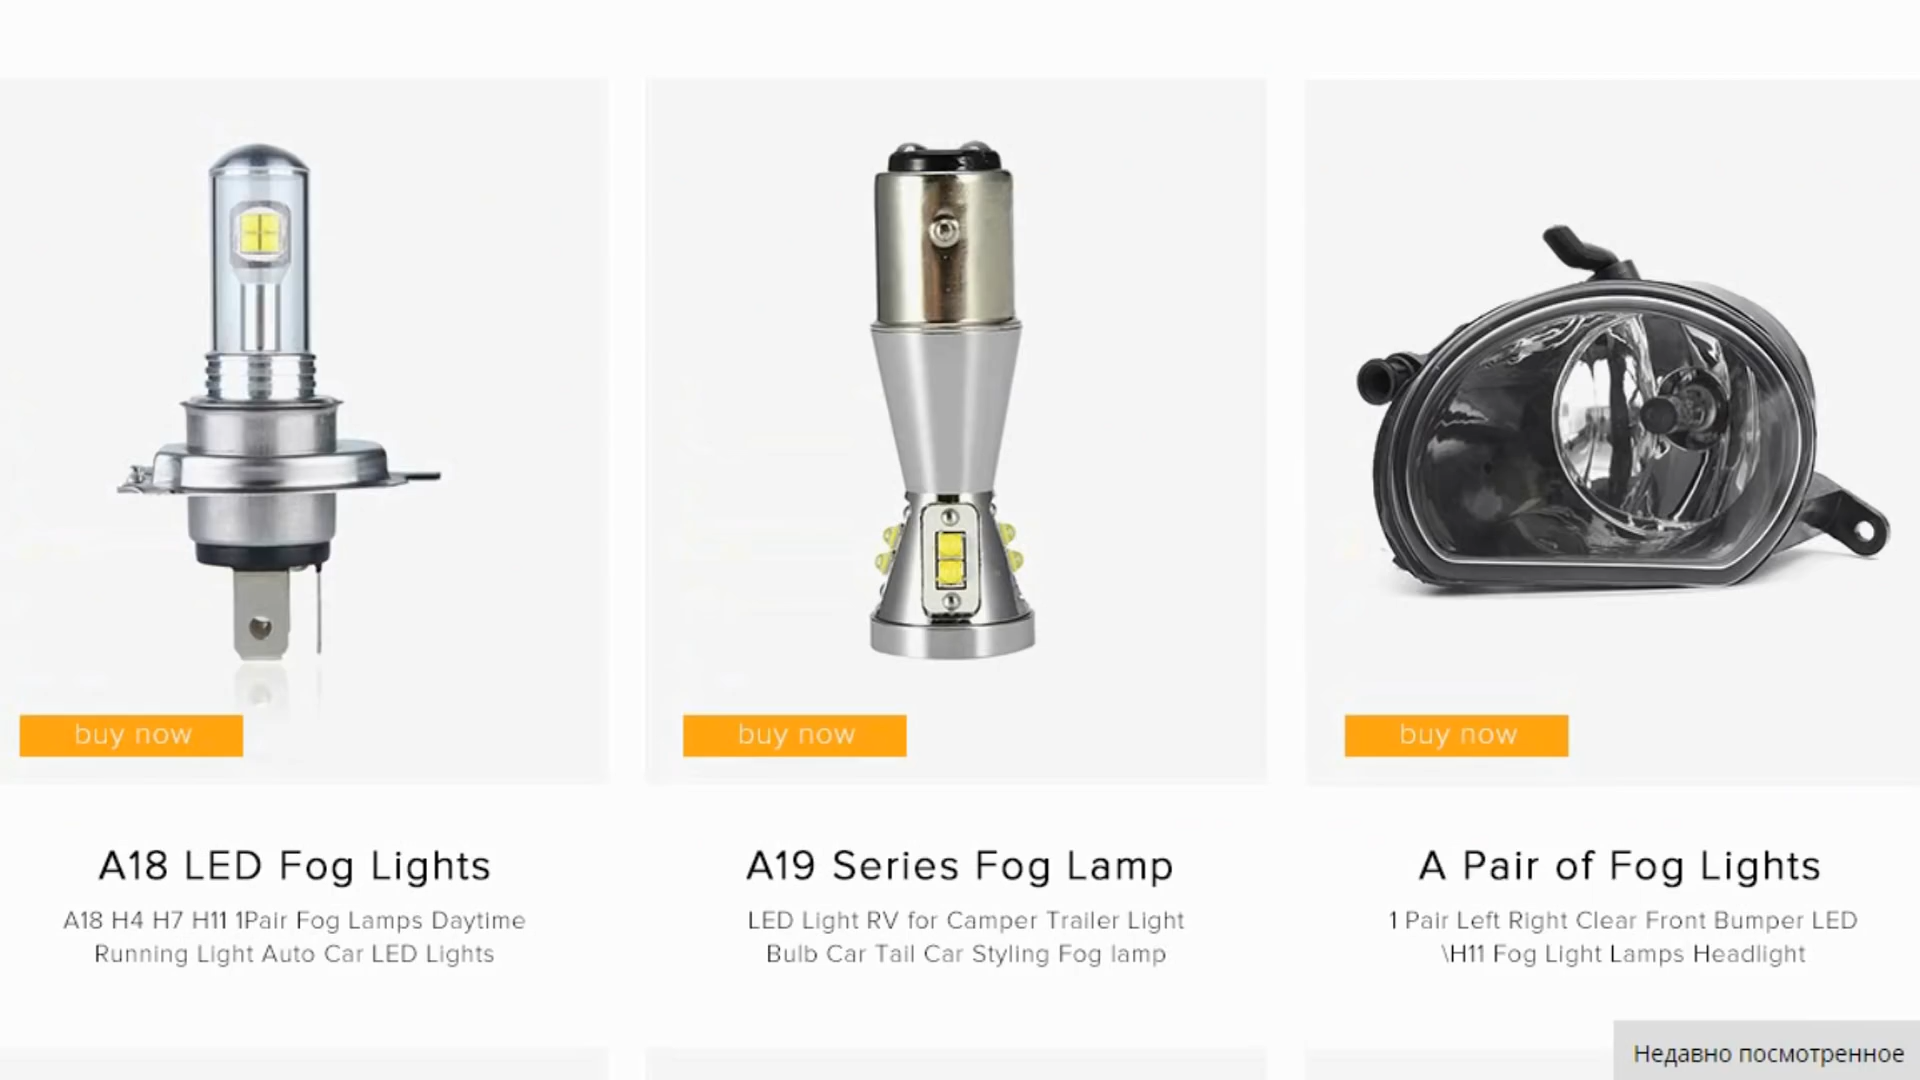 buy now
buy now
buy now
A18 LED Fog Lights
A18 H4 H7 H11 1Pair Fog Lamps Daytime
Running Light Auto Car LED Lights
A19 Series Fog Lamp
LED Light RV for Camper Trailer Light
Bulb Car Tail Car Styling Fog lamp
A Pair of Fog Lights
1 Pair Left Right Clear Front Bumper LED
\H11 Fog Light Lamps Headlight
Недавно посмотренное